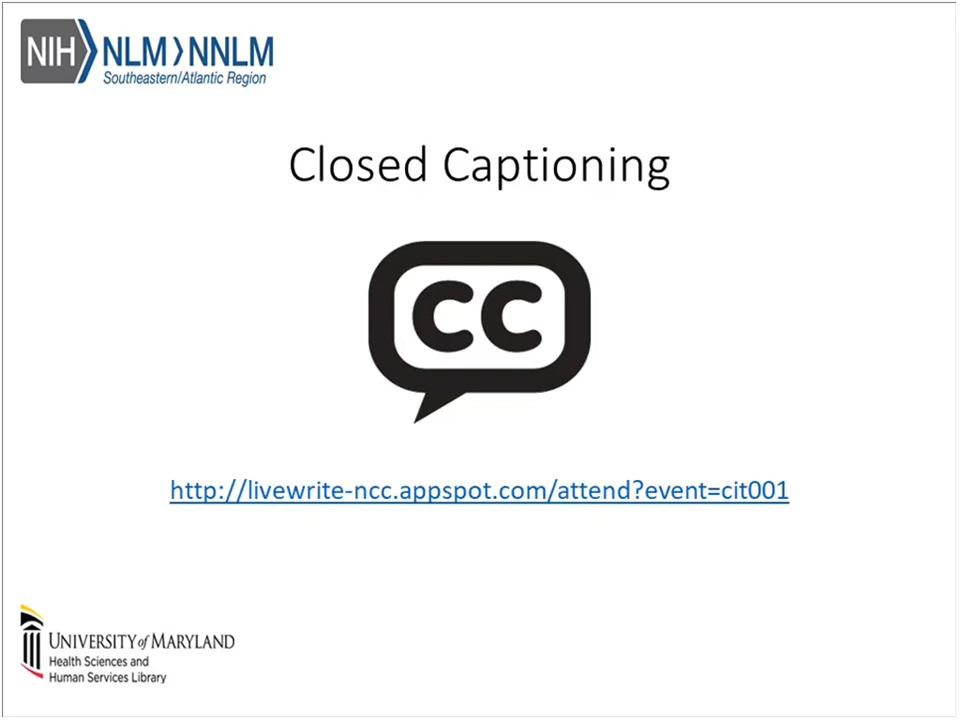 NIH NLM NNLM
Southeastern/Atlantic Region
Closed Captioning
CC
http://livewrite-ncc.appspot.com/attend?event=cit001
UNIVERSITY of MARYLAND
Health Sciences and
Human Services Library